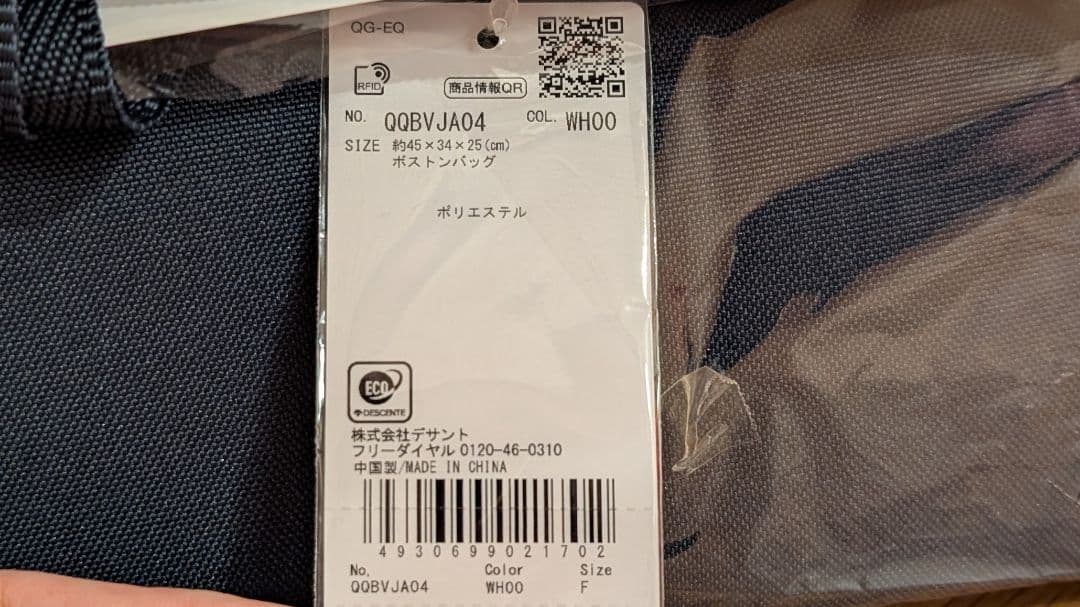 QG-EQ
RFID
商品情報QR
NO. QQBVJA04 COL. WH00
SIZE 約45×34×25(cm)
ボストンバッグ
ポリエステル
ECO
DESCENTE
株式会社デサント
フリーダイヤル 0120-46-0310
中国製/MADE IN CHINA
4930699021702
No. Color Size
QQBVJA04 WH00 F